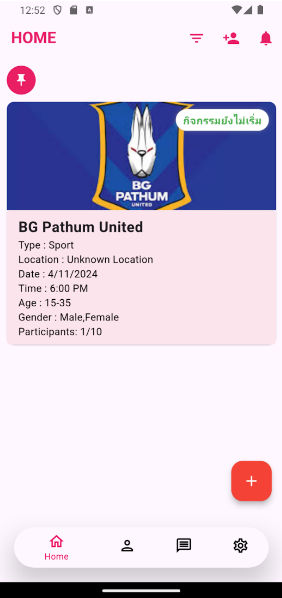 12:52
HOME
กิจกรรมยังไม่เริ่ม
BG
PATHUM
UNITED
BG Pathum United
Type : Sport
Location : Unknown Location
Date : 4/11/2024
Time : 6:00 PM
Age : 15-35
Gender : Male,Female
Participants: 1/10
Home